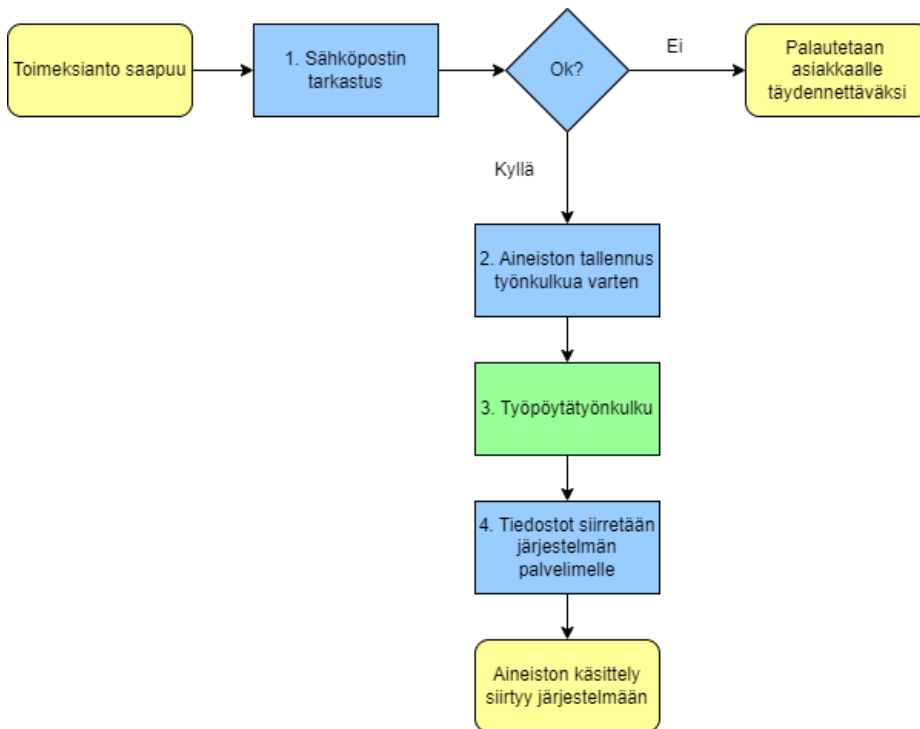 Toimeksianto saapuu
1. Sähköpostin
tarkastus
Ok?
Ei
Palautetaan
asiakkaalle
täydennettäväksi
Kyllä
2. Aineiston tallennus
työnkulkua varten
3. Työpöytätyönkulku
4. Tiedostot siirretään
järjestelmän
palvelimelle
Aineiston käsittely
siirtyy järjestelmään